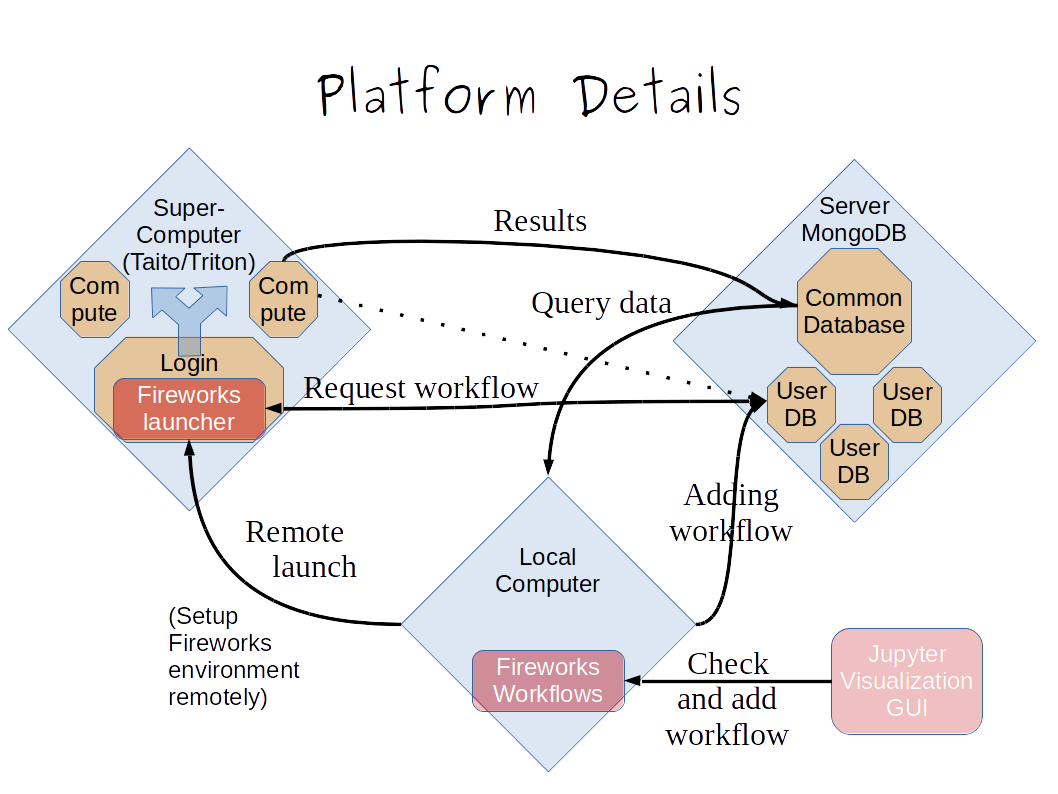 Platform Details
Super-
Computer
(Taito/Triton)
Com
pute
Com
pute
Login
Fireworks
launcher
Results
Query data
Request workflow
Server
MongoDB
Common
Database
User
DB
User
DB
User
DB
Adding
workflow
Remote
launch
(Setup
Fireworks
environment
remotely)
Local
Computer
Fireworks
Workflows
Check
and add
workflow
Jupyter
Visualization
GUI